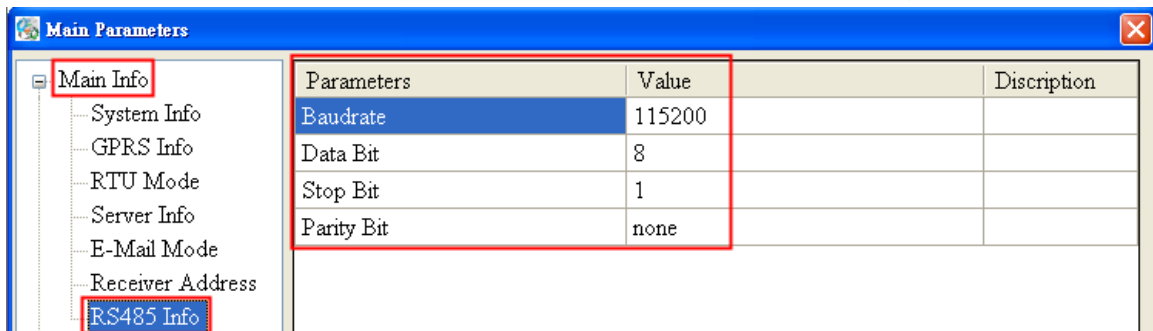 Main Parameters
Main Info
System Info
GPRS Info
RTU Mode
Server Info
E-Mail Mode
Receiver Address
RS485 Info
Parameters Value Discription
Baudrate 115200
Data Bit 8
Stop Bit 1
Parity Bit none